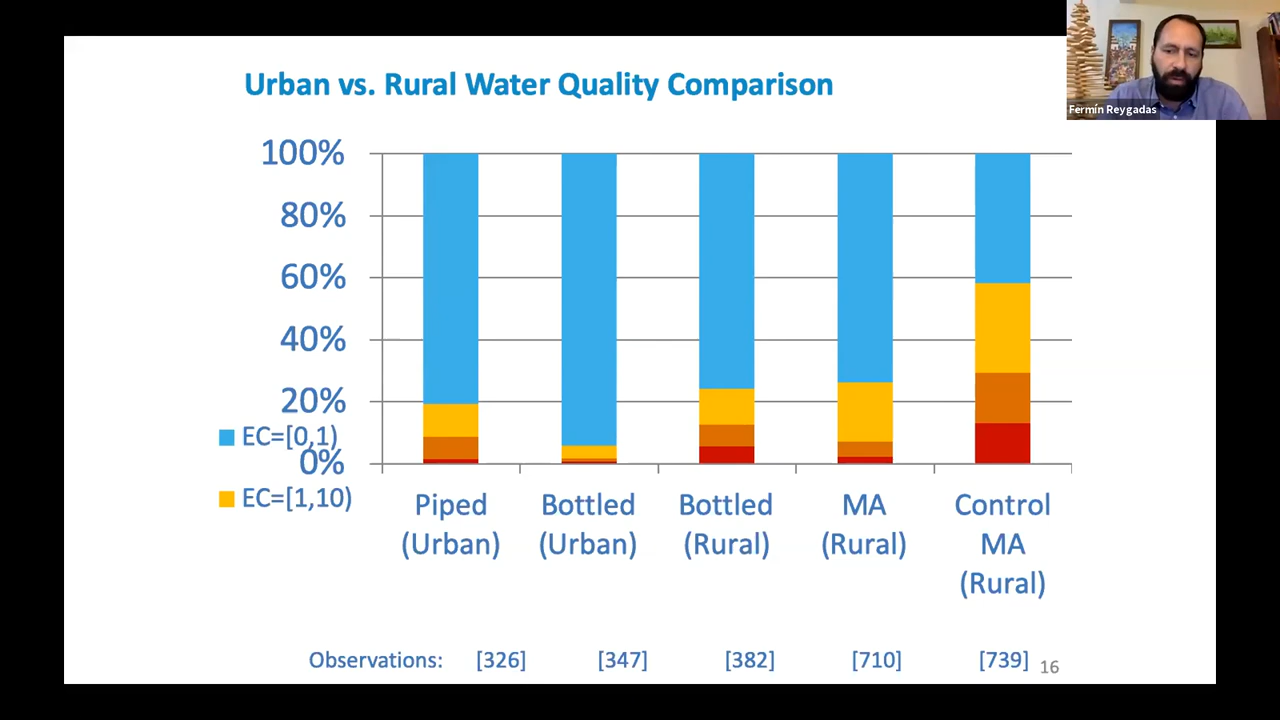 Urban vs. Rural Water Quality Comparison
Fermín Reygadas
100%
80%
60%
40%
20%
0%
EC=[0,1)
EC=[1,10)
Piped (Urban)
Bottled (Urban)
Bottled (Rural)
MA (Rural)
Control MA (Rural)
Observations: [326] [347] [382] [710] [739]
16